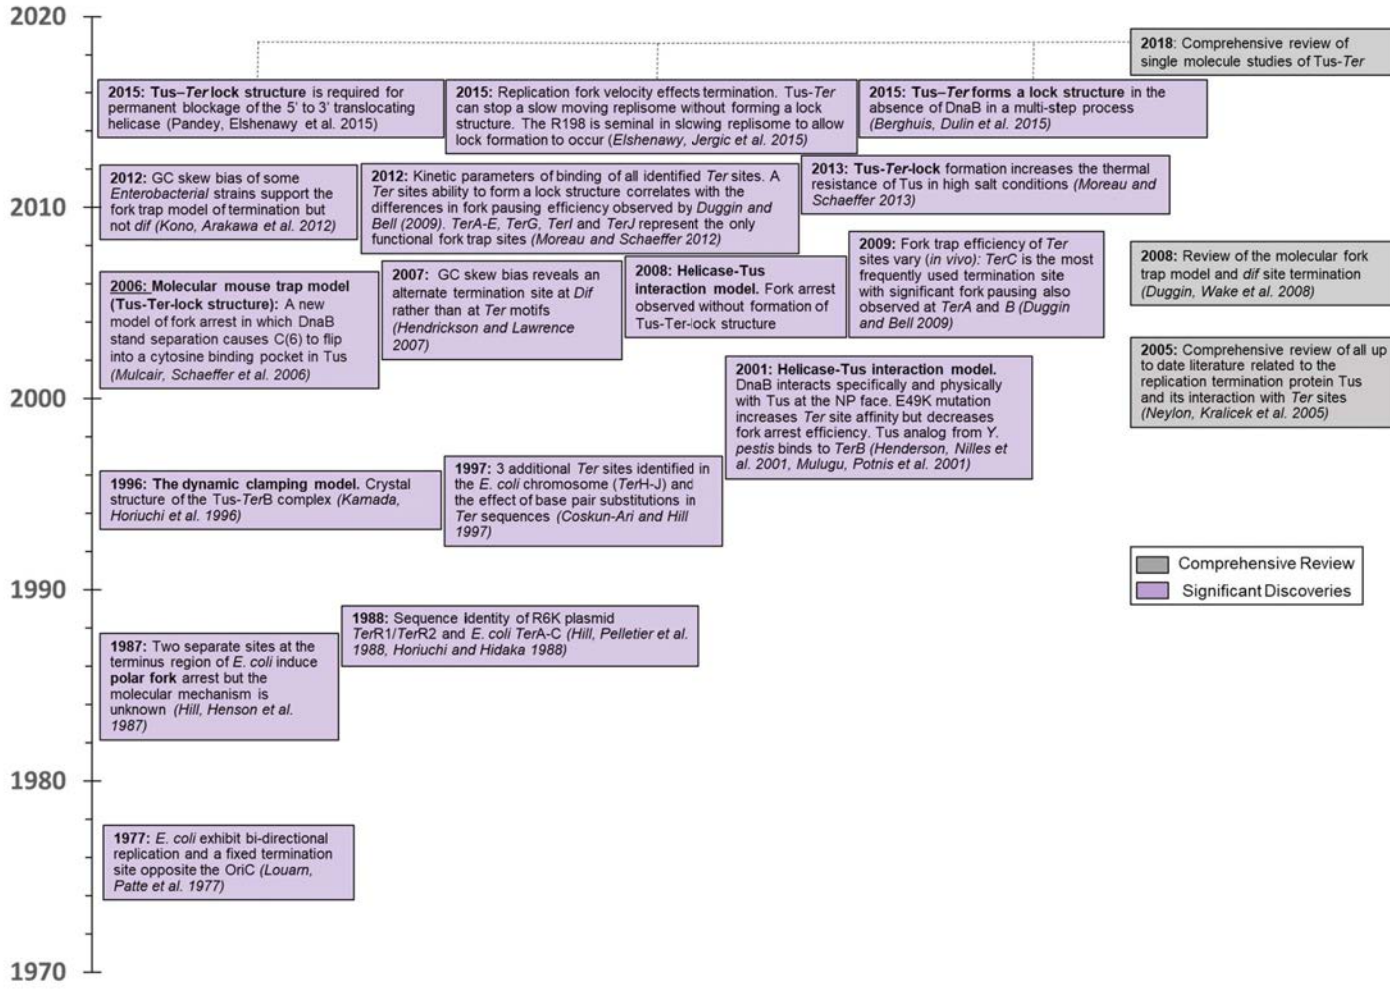 2020
2018: Comprehensive review of
single molecule studies of Tus-Ter
2015: Tus–Ter lock structure is required for
permanent blockage of the 5' to 3' translocating
helicase (Pandey, Elshenawy et al. 2015)
2015: Replication fork velocity effects termination. Tus-Ter
can stop a slow moving replisome without forming a lock
structure. The R198 is seminal in slowing replisome to allow
lock formation to occur (Elshenawy, Jergic et al. 2015)
2015: Tus–Ter forms a lock structure in the
absence of DnaB in a multi-step process
(Berghuis, Dulin et al. 2015)
2012: GC skew bias of some
Enterobacterial strains support the
fork trap model of termination but
not dif (Kono, Arakawa et al. 2012)
2012: Kinetic parameters of binding of all identified Ter sites. A
Ter sites ability to form a lock structure correlates with the
differences in fork pausing efficiency observed by Duggin and
Bell (2009). TerA-E, TerG, TerI and TerJ represent the only
functional fork trap sites (Moreau and Schaeffer 2012)
2013: Tus-Ter-lock formation increases the thermal
resistance of Tus in high salt conditions (Moreau and
Schaeffer 2013)
2010
2006: Molecular mouse trap model
(Tus-Ter-lock structure): A new
model of fork arrest in which DnaB
stand separation causes C(6) to flip
into a cytosine binding pocket in Tus
(Mulcair, Schaeffer et al. 2006)
2007: GC skew bias reveals an
alternate termination site at Dif
rather than at Ter motifs
(Hendrickson and Lawrence
2007)
2008: Helicase-Tus
interaction model. Fork arrest
observed without formation of
Tus-Ter-lock structure
2009: Fork trap efficiency of Ter
sites vary (in vivo): TerC is the most
frequently used termination site
with significant fork pausing also
observed at TerA and B (Duggin
and Bell 2009)
2008: Review of the molecular fork
trap model and dif site termination
(Duggin, Wake et al. 2008)
2005: Comprehensive review of all up
to date literature related to the
replication termination protein Tus
and its interaction with Ter sites
(Neylon, Kralicek et al. 2005)
2001: Helicase-Tus interaction model.
DnaB interacts specifically and physically
with Tus at the NP face. E49K mutation
increases Ter site affinity but decreases
fork arrest efficiency. Tus analog from Y.
pestis binds to TerB (Henderson, Nilles et
al. 2001, Mulugu, Potnis et al. 2001)
2000
1996: The dynamic clamping model. Crystal
structure of the Tus-TerB complex (Kamada,
Horiuchi et al. 1996)
1997: 3 additional Ter sites identified in
the E. coli chromosome (TerH-J) and
the effect of base pair substitutions in
Ter sequences (Coskun-Ari and Hill
1997)
Comprehensive Review
Significant Discoveries
1990
1988: Sequence Identity of R6K plasmid
TerR1/TerR2 and E. coli TerA-C (Hill, Pelletier et al.
1988, Horiuchi and Hidaka 1988)
1987: Two separate sites at the
terminus region of E. coli induce
polar fork arrest but the
molecular mechanism is
unknown (Hill, Henson et al.
1987)
1980
1977: E. coli exhibit bi-directional
replication and a fixed termination
site opposite the OriC (Louarn,
Patte et al. 1977)
1970